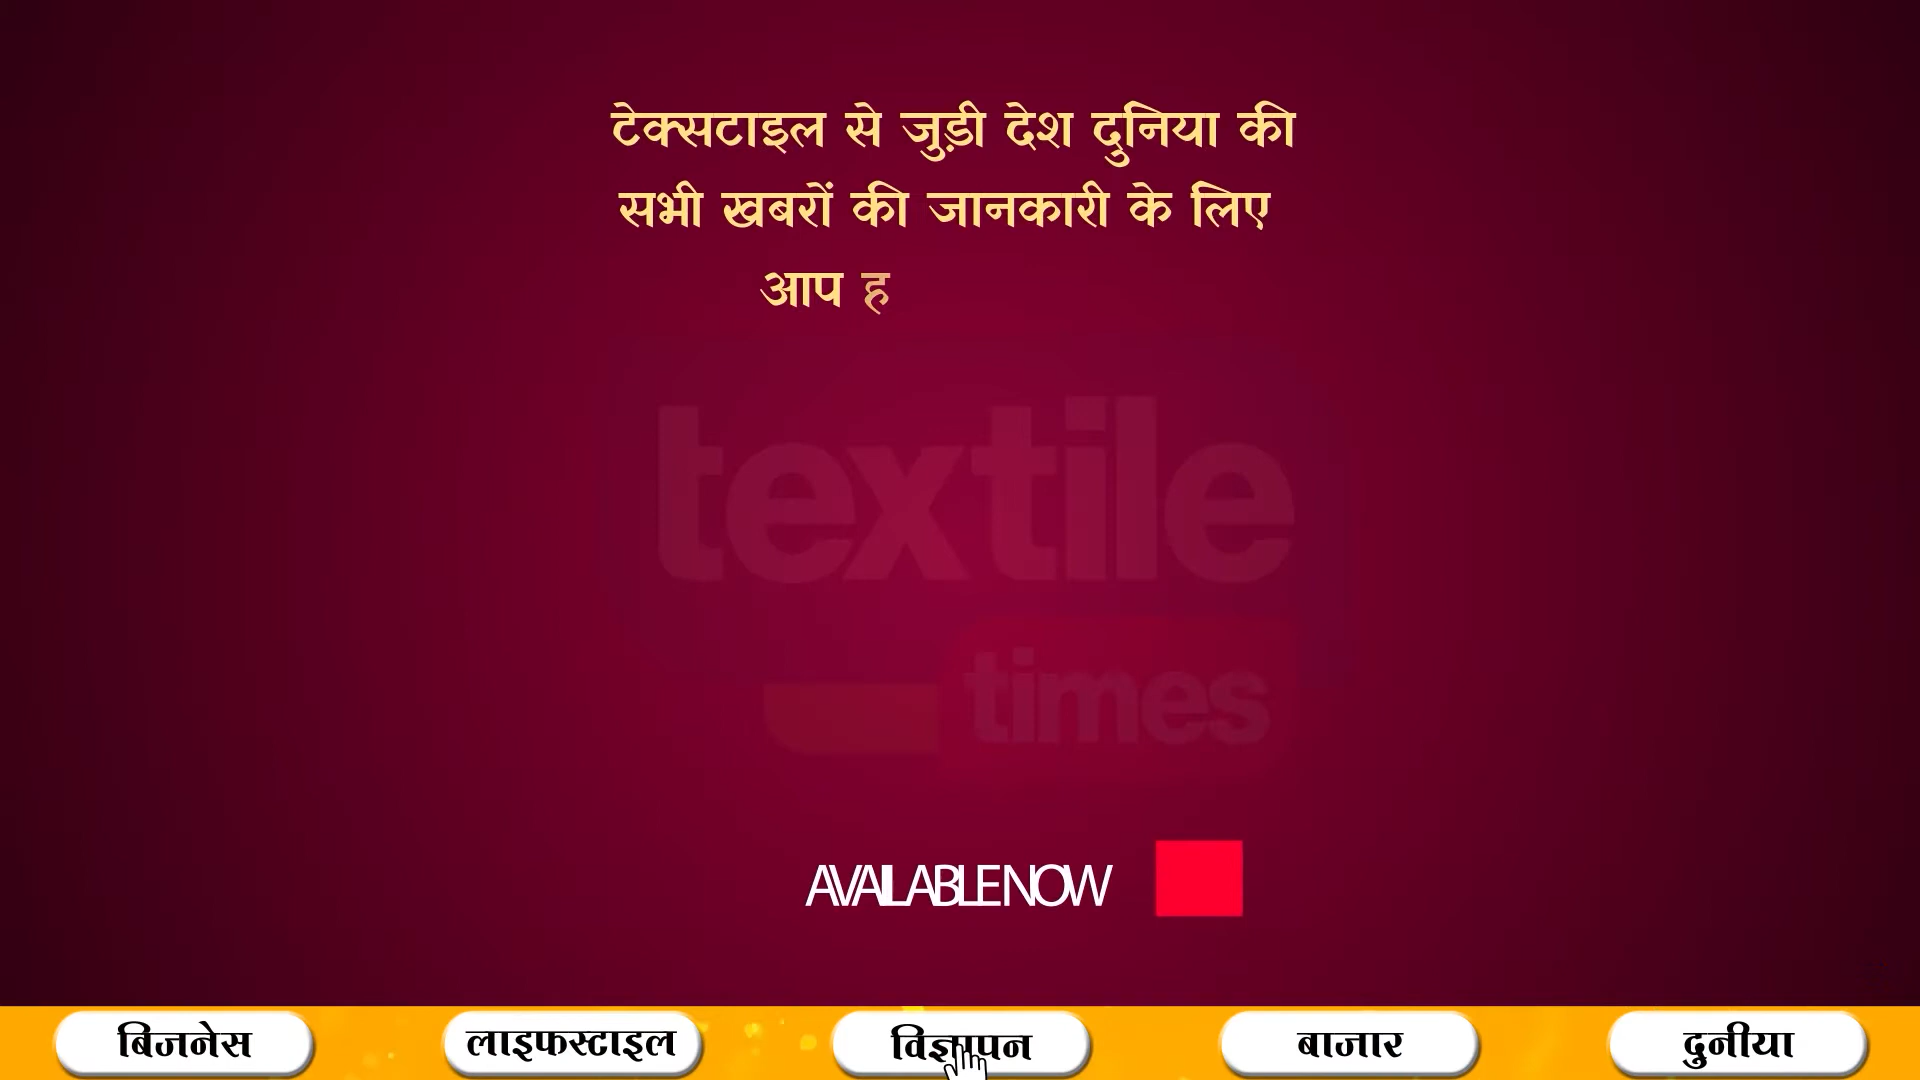 टेक्सटाइल से जुड़ी देश दुनिया की
सभी खबरों की जानकारी के लिए
आप ह
textile
times
AVAILABLE NOW
बिजनेस
लाइफस्टाइल
विज्ञापन
बाजार
दुनीया